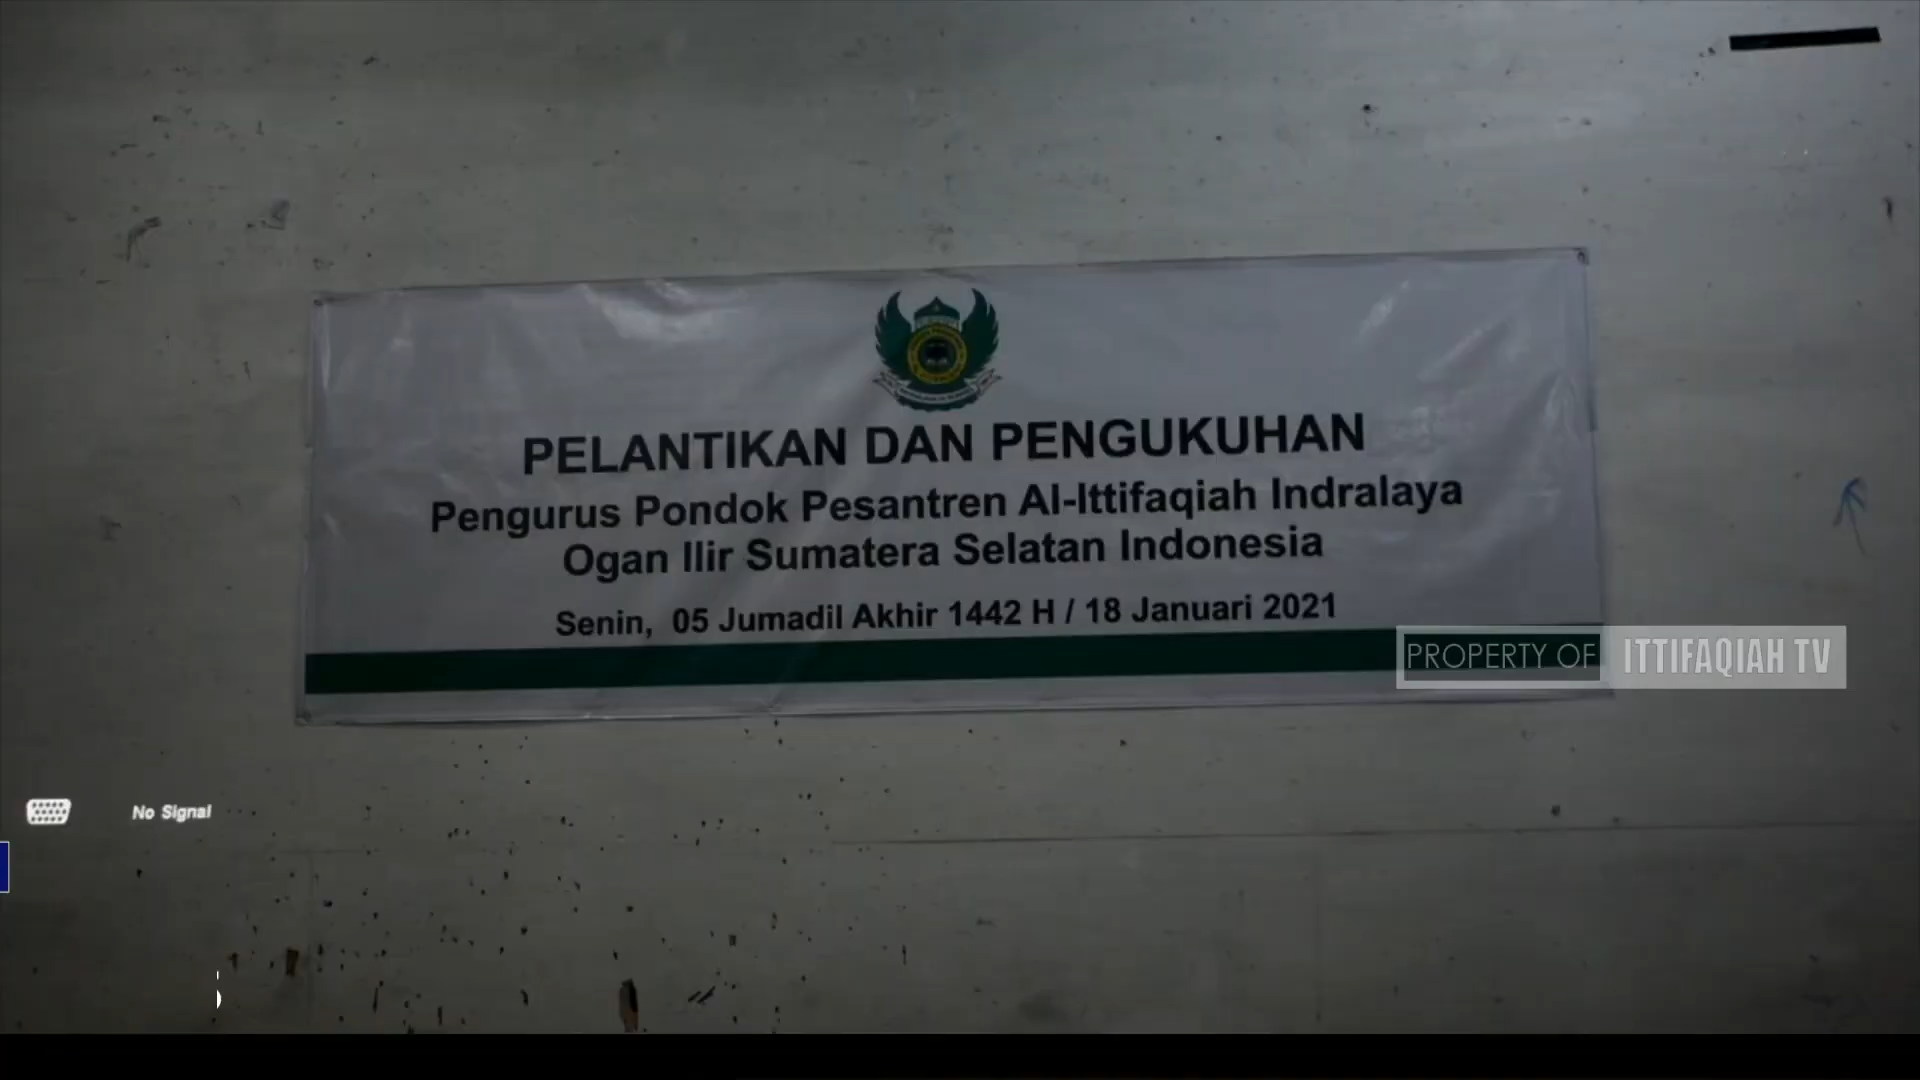 PELANTIKAN DAN PENGUKUHAN
Pengurus Pondok Pesantren Al-Ittifaqiah Indralaya
Ogan Ilir Sumatera Selatan Indonesia
Senin, 05 Jumadil Akhir 1442 H / 18 Januari 2021
PROPERTY OF ITTIFAQIAH TV
No Signal